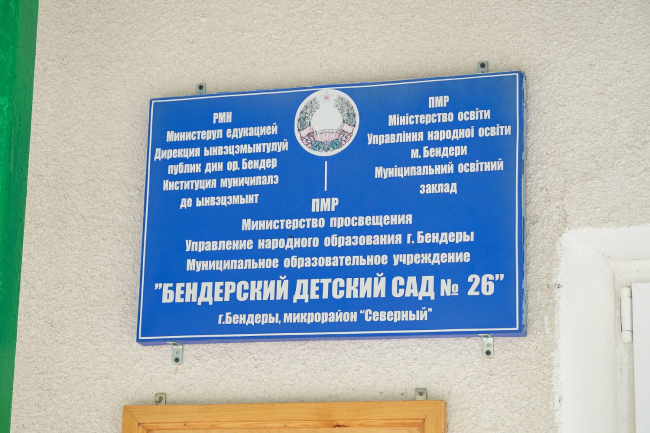 РМН
Министерул едукацией
Дирекция ынвэцэмынтулуй
публик дин ор. Бендер
Институция муничипалэ
де ынвэцэмынт
ПМР
Міністерство освіти
Управління народної освіти
м. Бендери
Муніципальний освітній
заклад
ПМР
Министерство просвещения
Управление народного образования г. Бендеры
Муниципальное образовательное учреждение
"БЕНДЕРСКИЙ ДЕТСКИЙ САД № 26"
г.Бендеры, микрорайон "Северный"